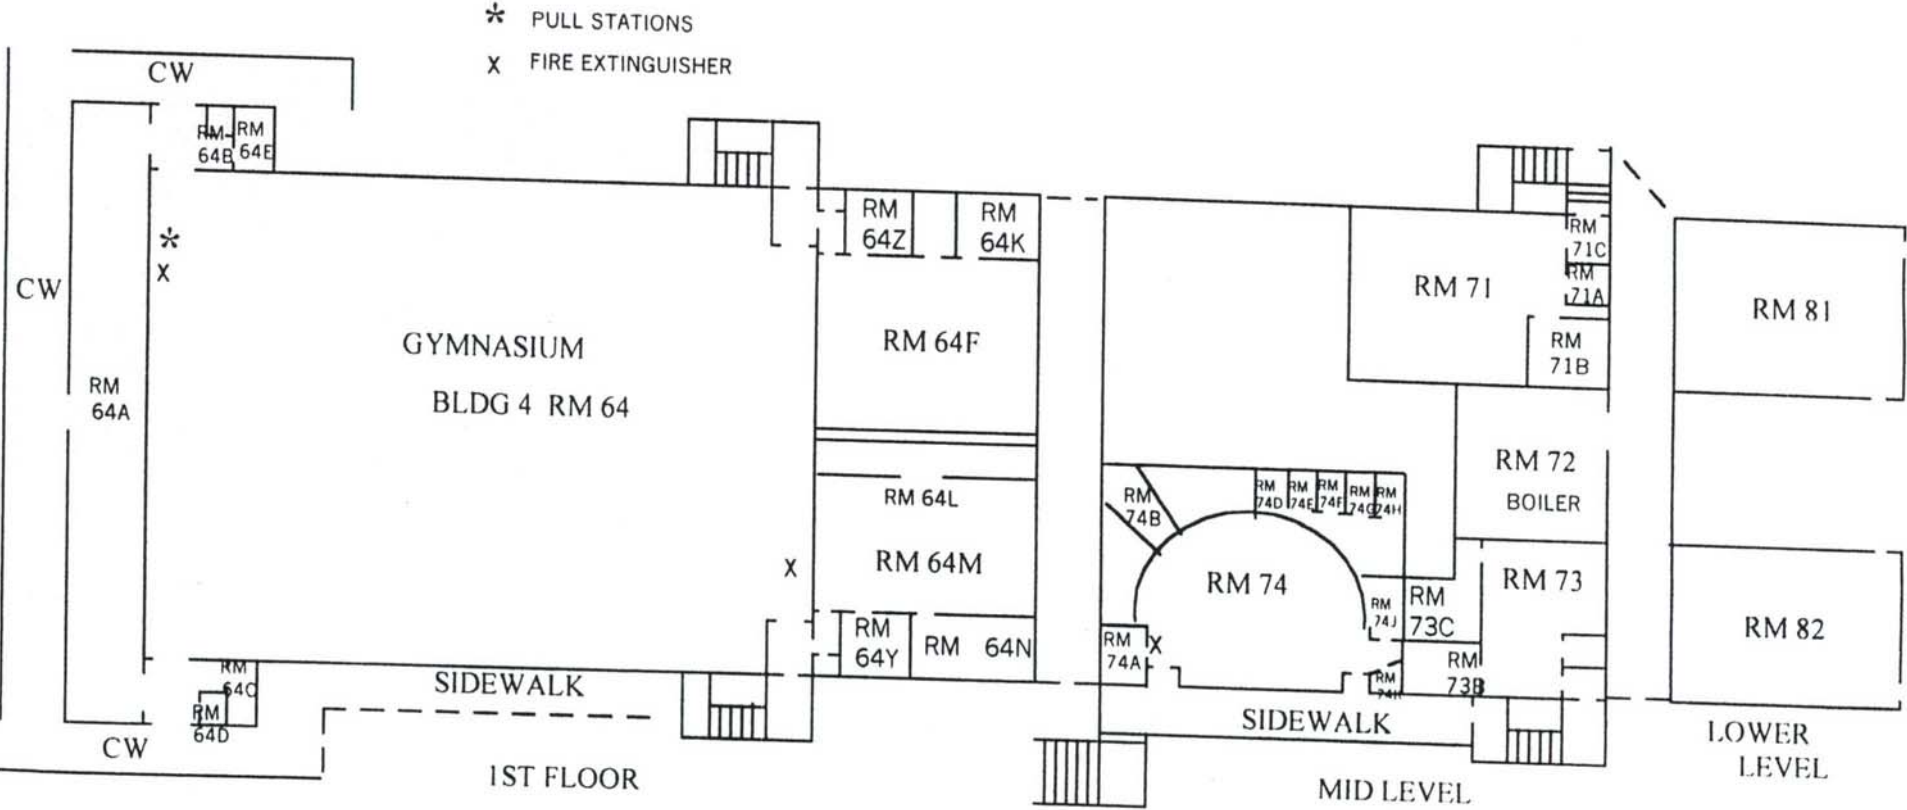 * PULL STATIONS
X FIRE EXTINGUISHER
CW
RM
64B
RM
64E
*
X
CW
RM
64A
GYMNASIUM
BLDG 4 RM 64
X
RM
64C
RM
64D
CW
SIDEWALK
1ST FLOOR
RM
64Z
RM
64K
RM 64F
RM 64L
RM 64M
RM
64Y
RM 64N
RM 71
RM
71C
RM
71A
RM
71B
RM 72
BOILER
RM
74B
RM
74D
RM
74E
RM
74F
RM
74G
RM
74H
RM 74
RM
74J
RM
73C
RM 73
RM
74A
X
RM
RM
73B
SIDEWALK
MID LEVEL
RM 81
RM 82
LOWER
LEVEL